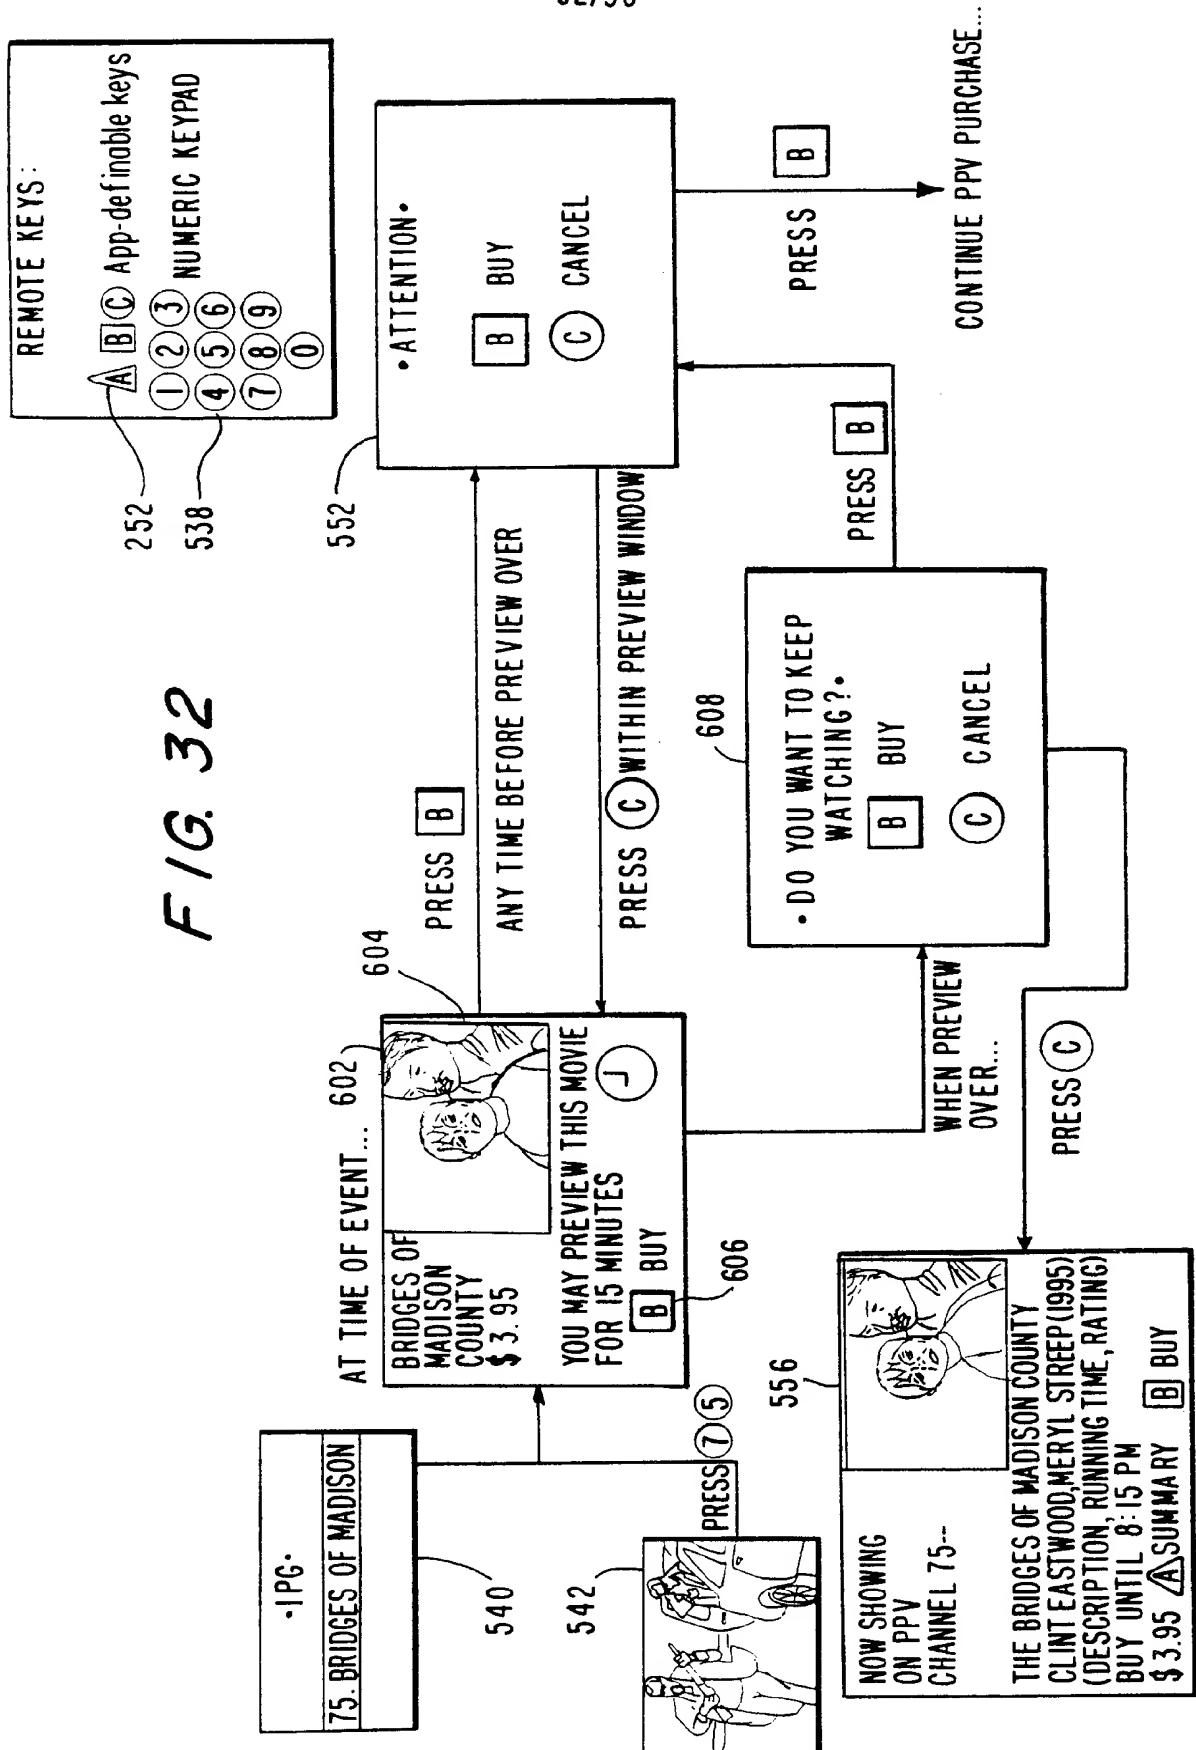 FIG. 32
REMOTE KEYS:
A B C App-definable keys
1 2 3 NUMERIC KEYPAD
4 5 6
7 8 9
0
252
538
•IPG•
75. BRIDGES OF MADISON
540
542
PRESS 7 5
AT TIME OF EVENT...
602
604
BRIDGES OF
MADISON
COUNTY
$3.95
YOU MAY PREVIEW THIS MOVIE
FOR 15 MINUTES
B BUY
606
PRESS B
ANY TIME BEFORE PREVIEW OVER
PRESS C WITHIN PREVIEW WINDOW
552
•ATTENTION•
B BUY
C CANCEL
PRESS B
CONTINUE PPV PURCHASE...
WHEN PREVIEW
OVER...
608
•DO YOU WANT TO KEEP
WATCHING?•
B BUY
C CANCEL
PRESS B
PRESS C
556
NOW SHOWING
ON PPV
CHANNEL 75--
THE BRIDGES OF MADISON COUNTY
CLINT EASTWOOD,MERYL STREEP(1995)
(DESCRIPTION, RUNNING TIME, RATING)
BUY UNTIL 8:15 PM
$3.95 A SUMMARY B BUY